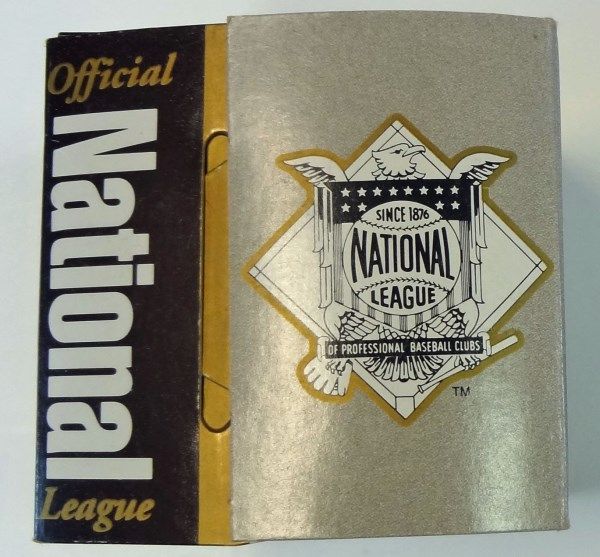 Official
National
League
SINCE 1876
NATIONAL
LEAGUE
OF PROFESSIONAL BASEBALL CLUBS
TM